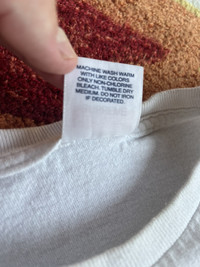 MACHINE WASH WARM
WITH LIKE COLORS
ONLY NON-CHLORINE
BLEACH. TUMBLE DRY
MEDIUM. DO NOT IRON
IF DECORATED.